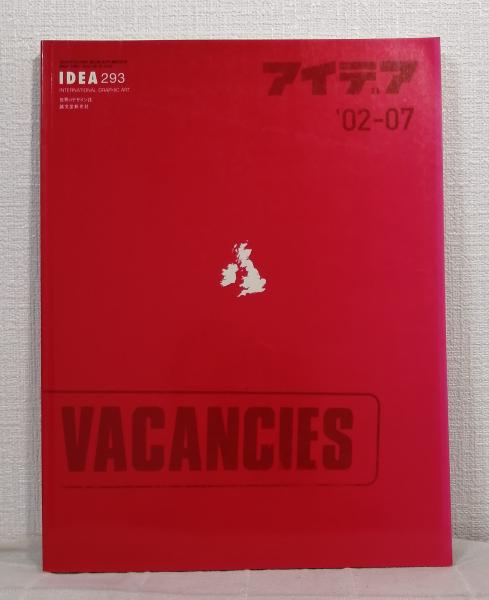 IDEA 293
INTERNATIONAL GRAPHIC ART
世界のデザイン誌
誠文堂新光社
アイデア
'02-07
VACANCIES